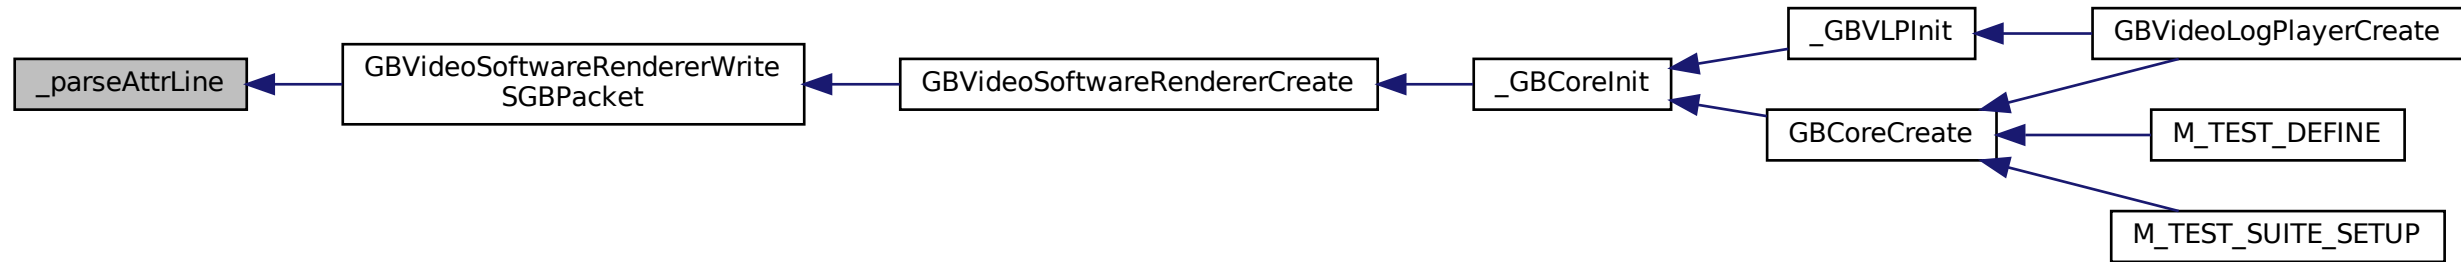 _parseAttrLine
GBVideoSoftwareRendererWrite
SGBPacket
GBVideoSoftwareRendererCreate
_GBCoreInit
_GBVLPInit
GBVideoLogPlayerCreate
GBCoreCreate
M_TEST_DEFINE
M_TEST_SUITE_SETUP